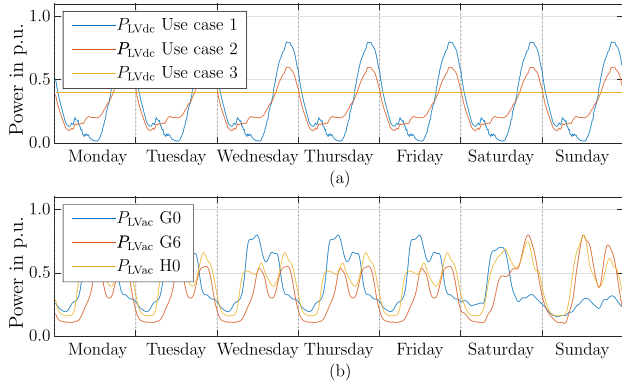 Power in p.u.
1.0
0.5
0.0
P_LVdc Use case 1
P_LVdc Use case 2
P_LVdc Use case 3
Monday Tuesday Wednesday Thursday Friday Saturday Sunday
(a)
Power in p.u.
1.0
0.5
0.0
P_LVac G0
P_LVac G6
P_LVac H0
Monday Tuesday Wednesday Thursday Friday Saturday Sunday
(b)